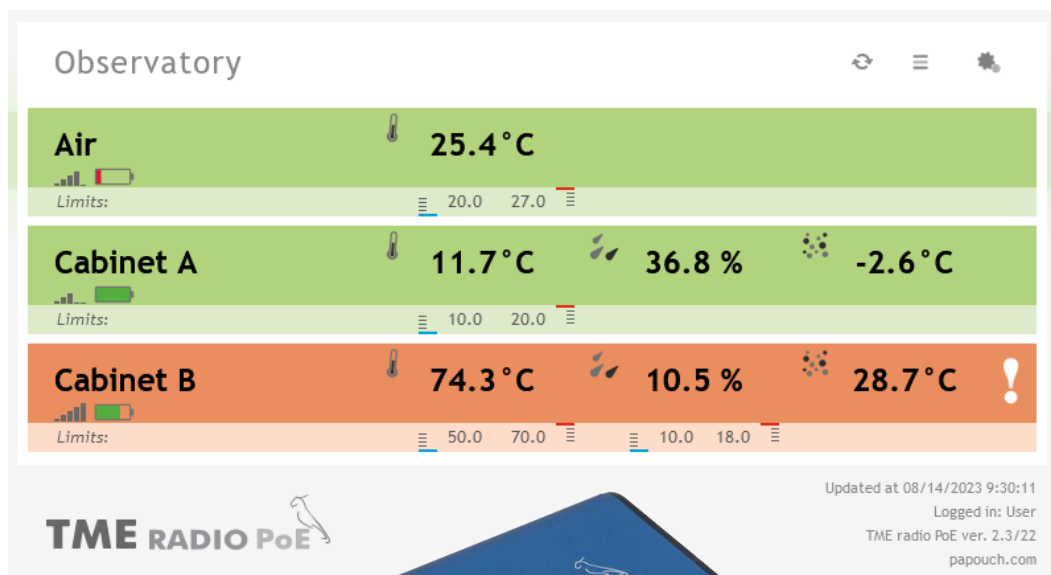 Observatory
Air 25.4°C
Limits: 20.0 27.0
Cabinet A 11.7°C 36.8 % -2.6°C
Limits: 10.0 20.0
Cabinet B 74.3°C 10.5 % 28.7°C !
Limits: 50.0 70.0 10.0 18.0
Updated at 08/14/2023 9:30:11
Logged in: User
TME radio PoE ver. 2.3/22
papouch.com
TME RADIO PoE